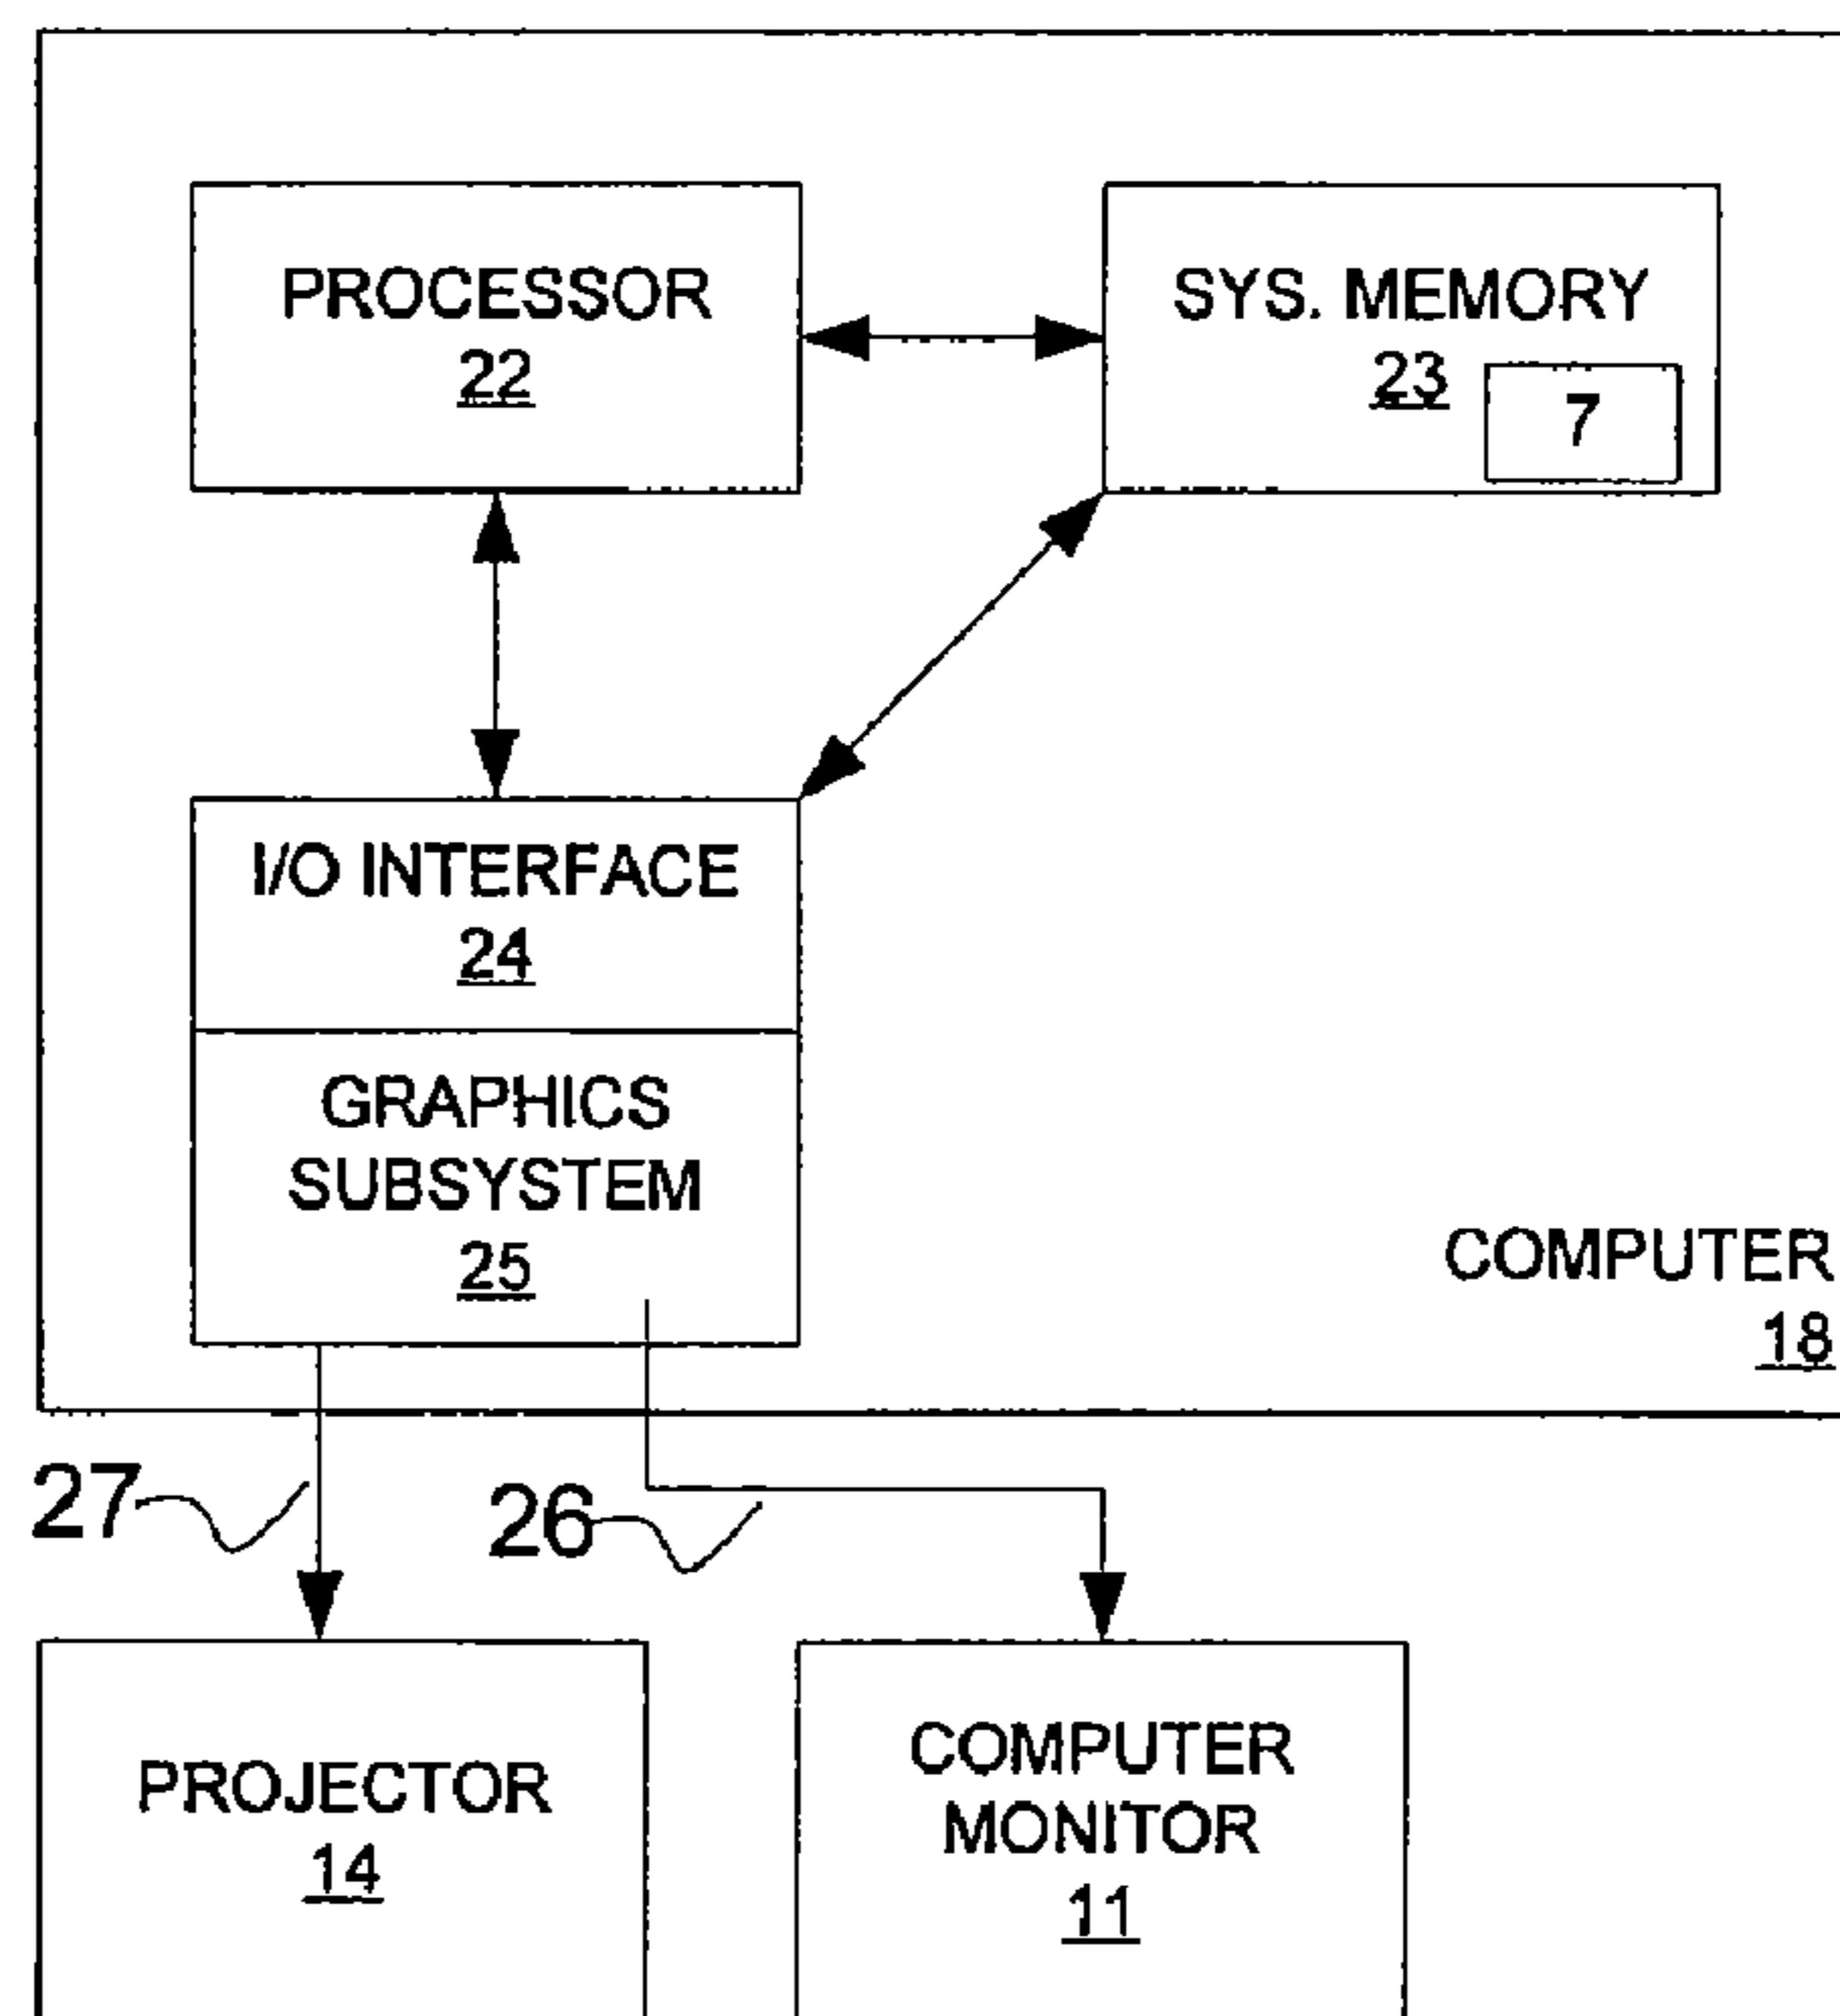 PROCESSOR
22
SYS. MEMORY
23
7
I/O INTERFACE
24
GRAPHICS
SUBSYSTEM
25
COMPUTER
18
27
26
PROJECTOR
14
COMPUTER
MONITOR
11